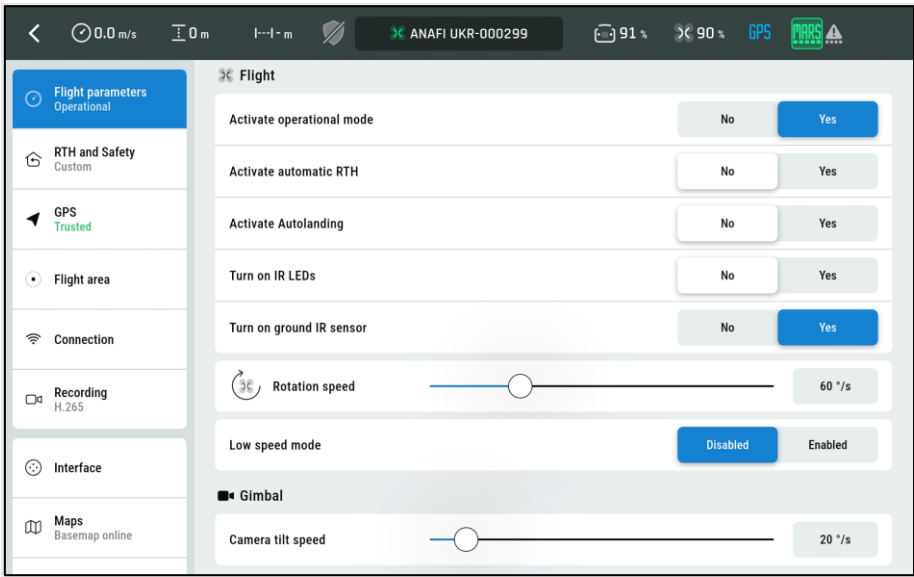 0.0 m/s 0 m - m ANAFI UKR-000299 91 % 90 % GPS MARS
Flight parameters
Operational
RTH and Safety
Custom
GPS
Trusted
Flight area
Connection
Recording
H.265
Interface
Maps
Basemap online
Flight
Activate operational mode No Yes
Activate automatic RTH No Yes
Activate Autolanding No Yes
Turn on IR LEDs No Yes
Turn on ground IR sensor No Yes
Rotation speed 60 °/s
Low speed mode Disabled Enabled
Gimbal
Camera tilt speed 20 °/s